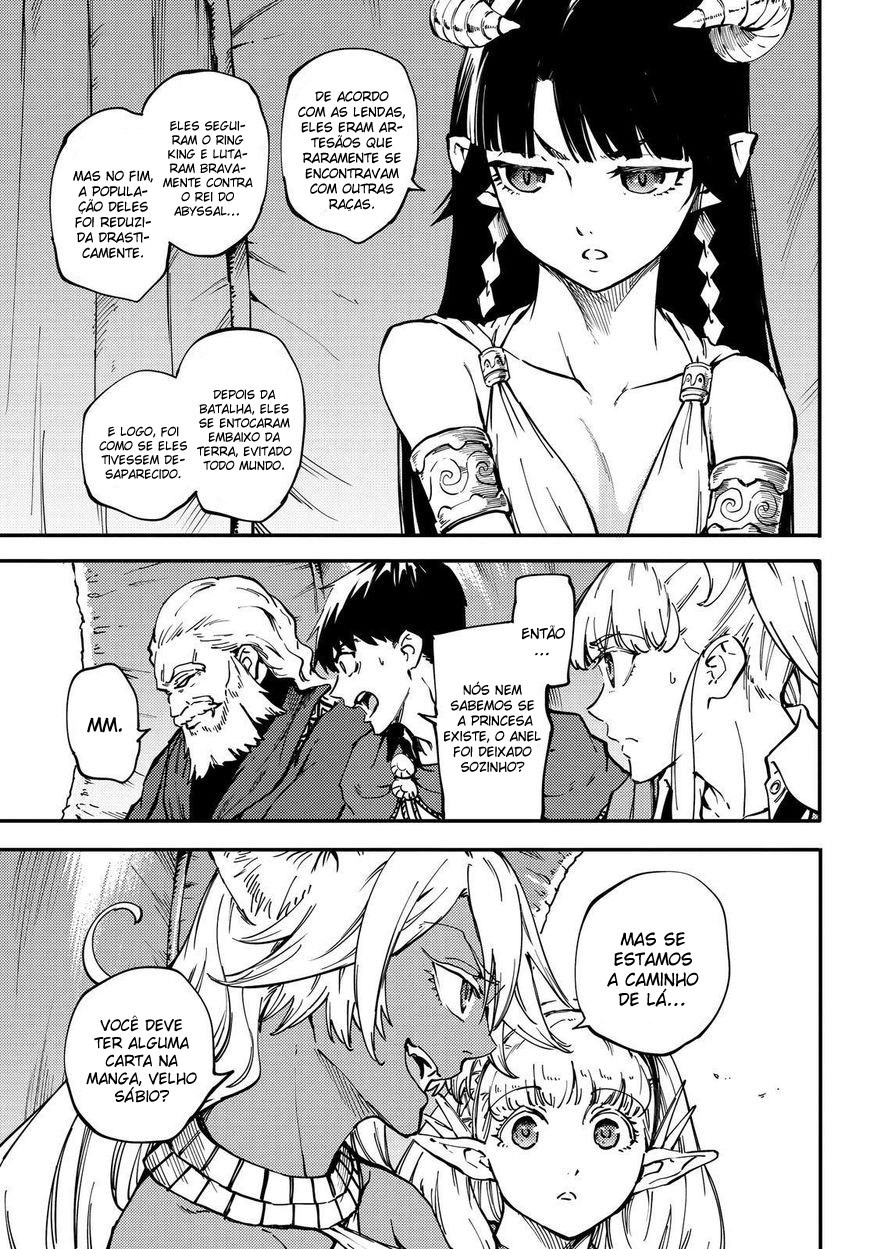 DE ACORDO
COM AS LENDAS,
ELES ERAM AR-
TESÃOS QUE
RARAMENTE SE
ENCONTRAVAM
COM OUTRAS
RAÇAS.
ELES SEGUI-
RAM O RING
KING E LUTA-
RAM BRAVA-
MENTE CONTRA
O REI DO
ABYSSAL...
MAS NO FIM,
A POPULA-
ÇÃO DELES
FOI REDUZI-
DA DRASTI-
CAMENTE.
DEPOIS DA
BATALHA, ELES
SE ENTOCARAM
EMBAIXO DA
TERRA, EVITADO
TODO MUNDO.
E LOGO, FOI
COMO SE ELES
TIVESSEM DE-
SAPARECIDO.
ENTÃO
...
NÓS NEM
SABEMOS SE A
PRINCESA
EXISTE, O ANEL
FOI DEIXADO
SOZINHO?
MM.
MAS SE
ESTAMOS
A CAMINHO
DE LÁ...
VOCÊ DEVE
TER ALGUMA
CARTA NA
MANGA, VELHO
SÁBIO?